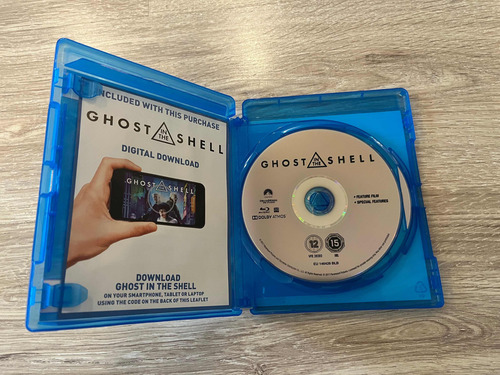 INCLUDED WITH THIS PURCHASE
GHOST IN THE SHELL
DIGITAL DOWNLOAD
GHOST IN THE SHELL
DOWNLOAD
GHOST IN THE SHELL
ON YOUR SMARTPHONE, TABLET OR LAPTOP
USING THE CODE ON THE BACK OF THIS LEAFLET
GHOST IN THE SHELL
• FEATURE FILM
• SPECIAL FEATURES
DOLBY ATMOS
12
15